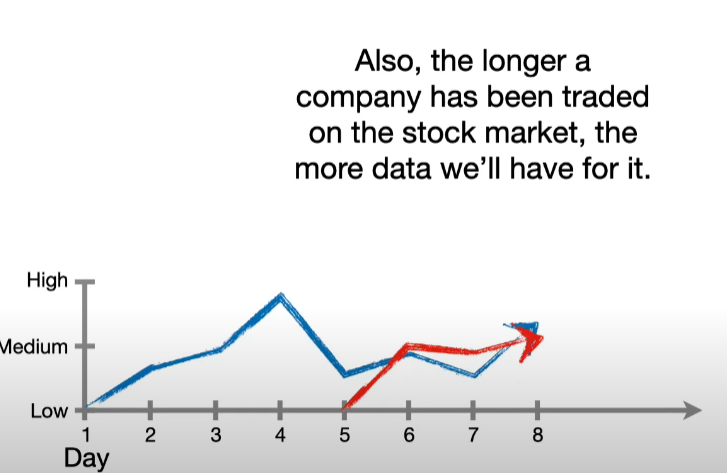 Also, the longer a
company has been traded
on the stock market, the
more data we'll have for it.
High
Medium
Low
1 2 3 4 5 6 7 8
Day